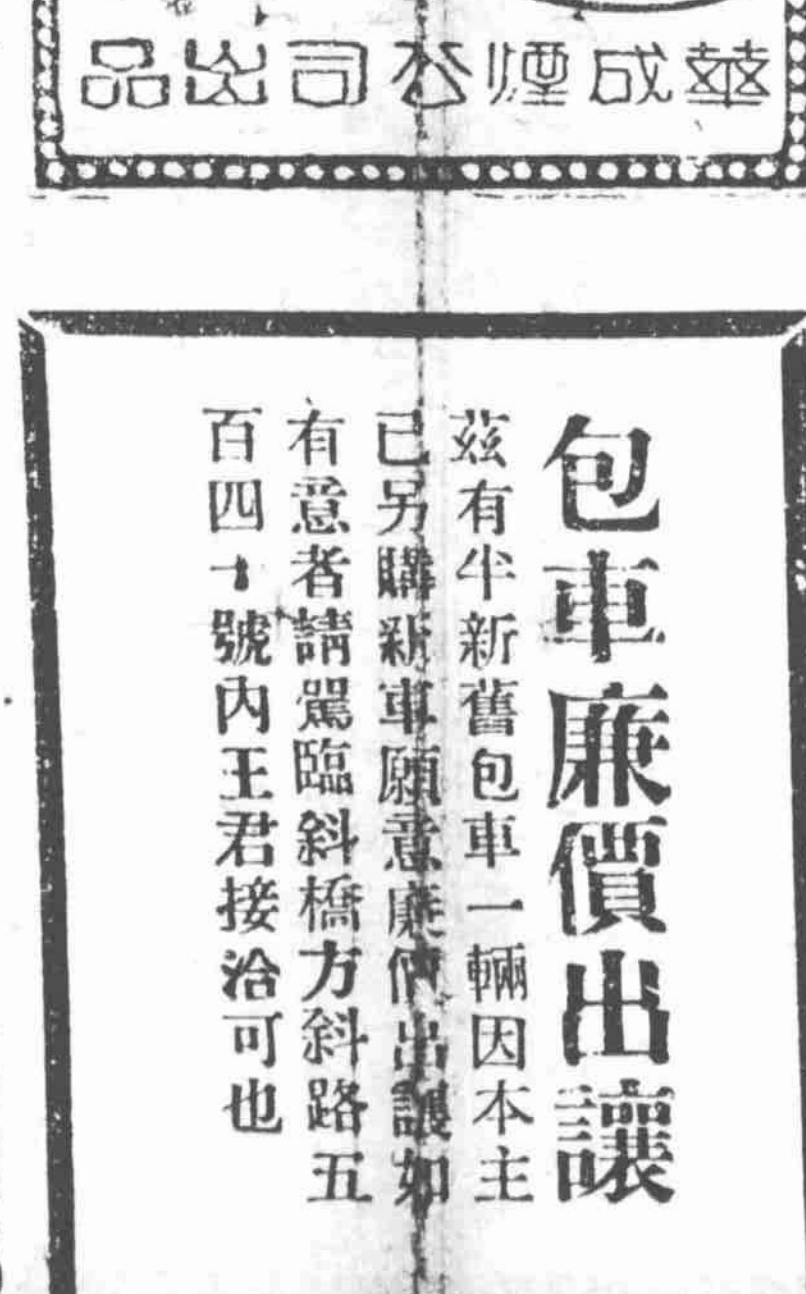 華成煙公司出品
包車廉價出讓
茲有半新舊包車一輛因本主
已另購新車願意廉價出讓如
有意者請駕臨斜橋方斜路五
百四十號內王君接洽可也